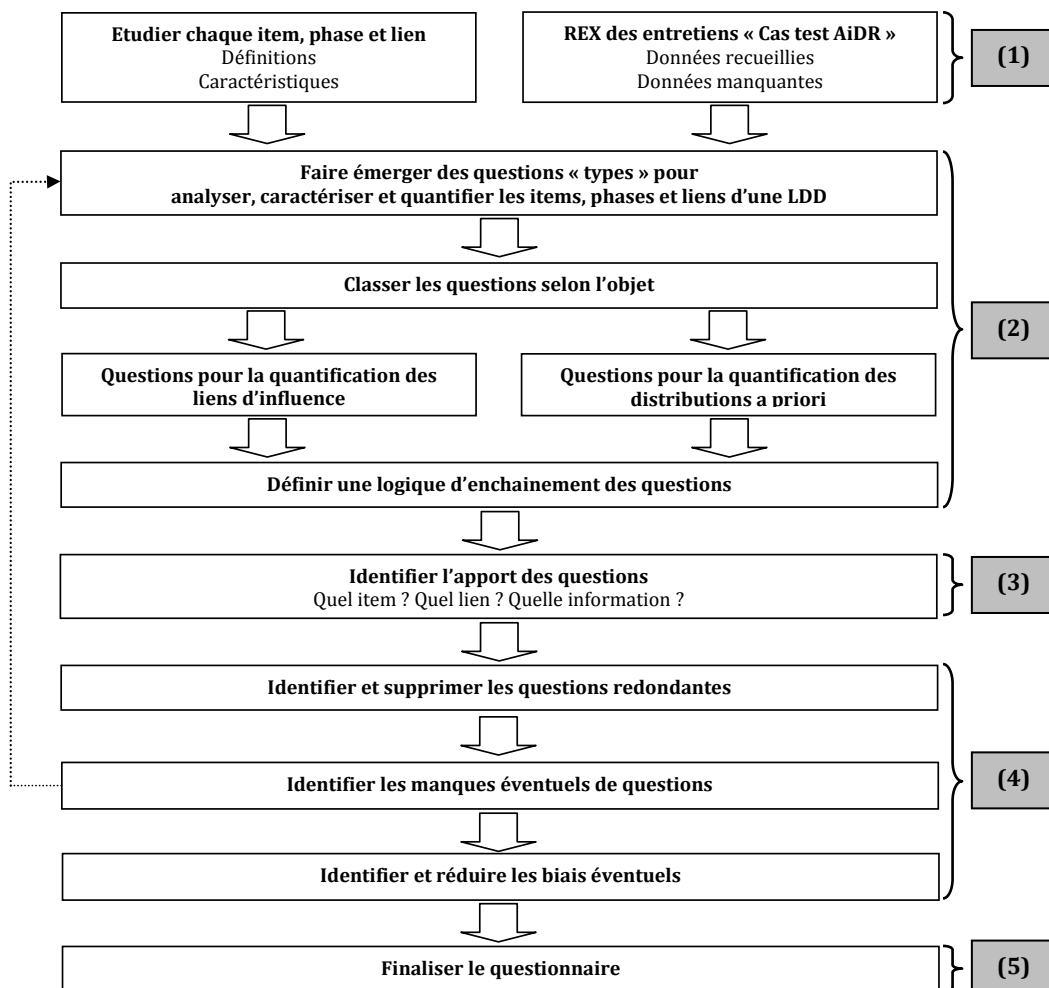 Etudier chaque item, phase et lien
Définitions
Caractéristiques
REX des entretiens « Cas test AiDR »
Données recueillies
Données manquantes
(1)
Faire émerger des questions « types » pour
analyser, caractériser et quantifier les items, phases et liens d’une LDD
Classer les questions selon l’objet
(2)
Questions pour la quantification des
liens d’influence
Questions pour la quantification des
distributions a priori
Définir une logique d’enchainement des questions
Identifier l’apport des questions
Quel item ? Quel lien ? Quelle information ?
(3)
Identifier et supprimer les questions redondantes
Identifier les manques éventuels de questions
(4)
Identifier et réduire les biais éventuels
Finaliser le questionnaire
(5)